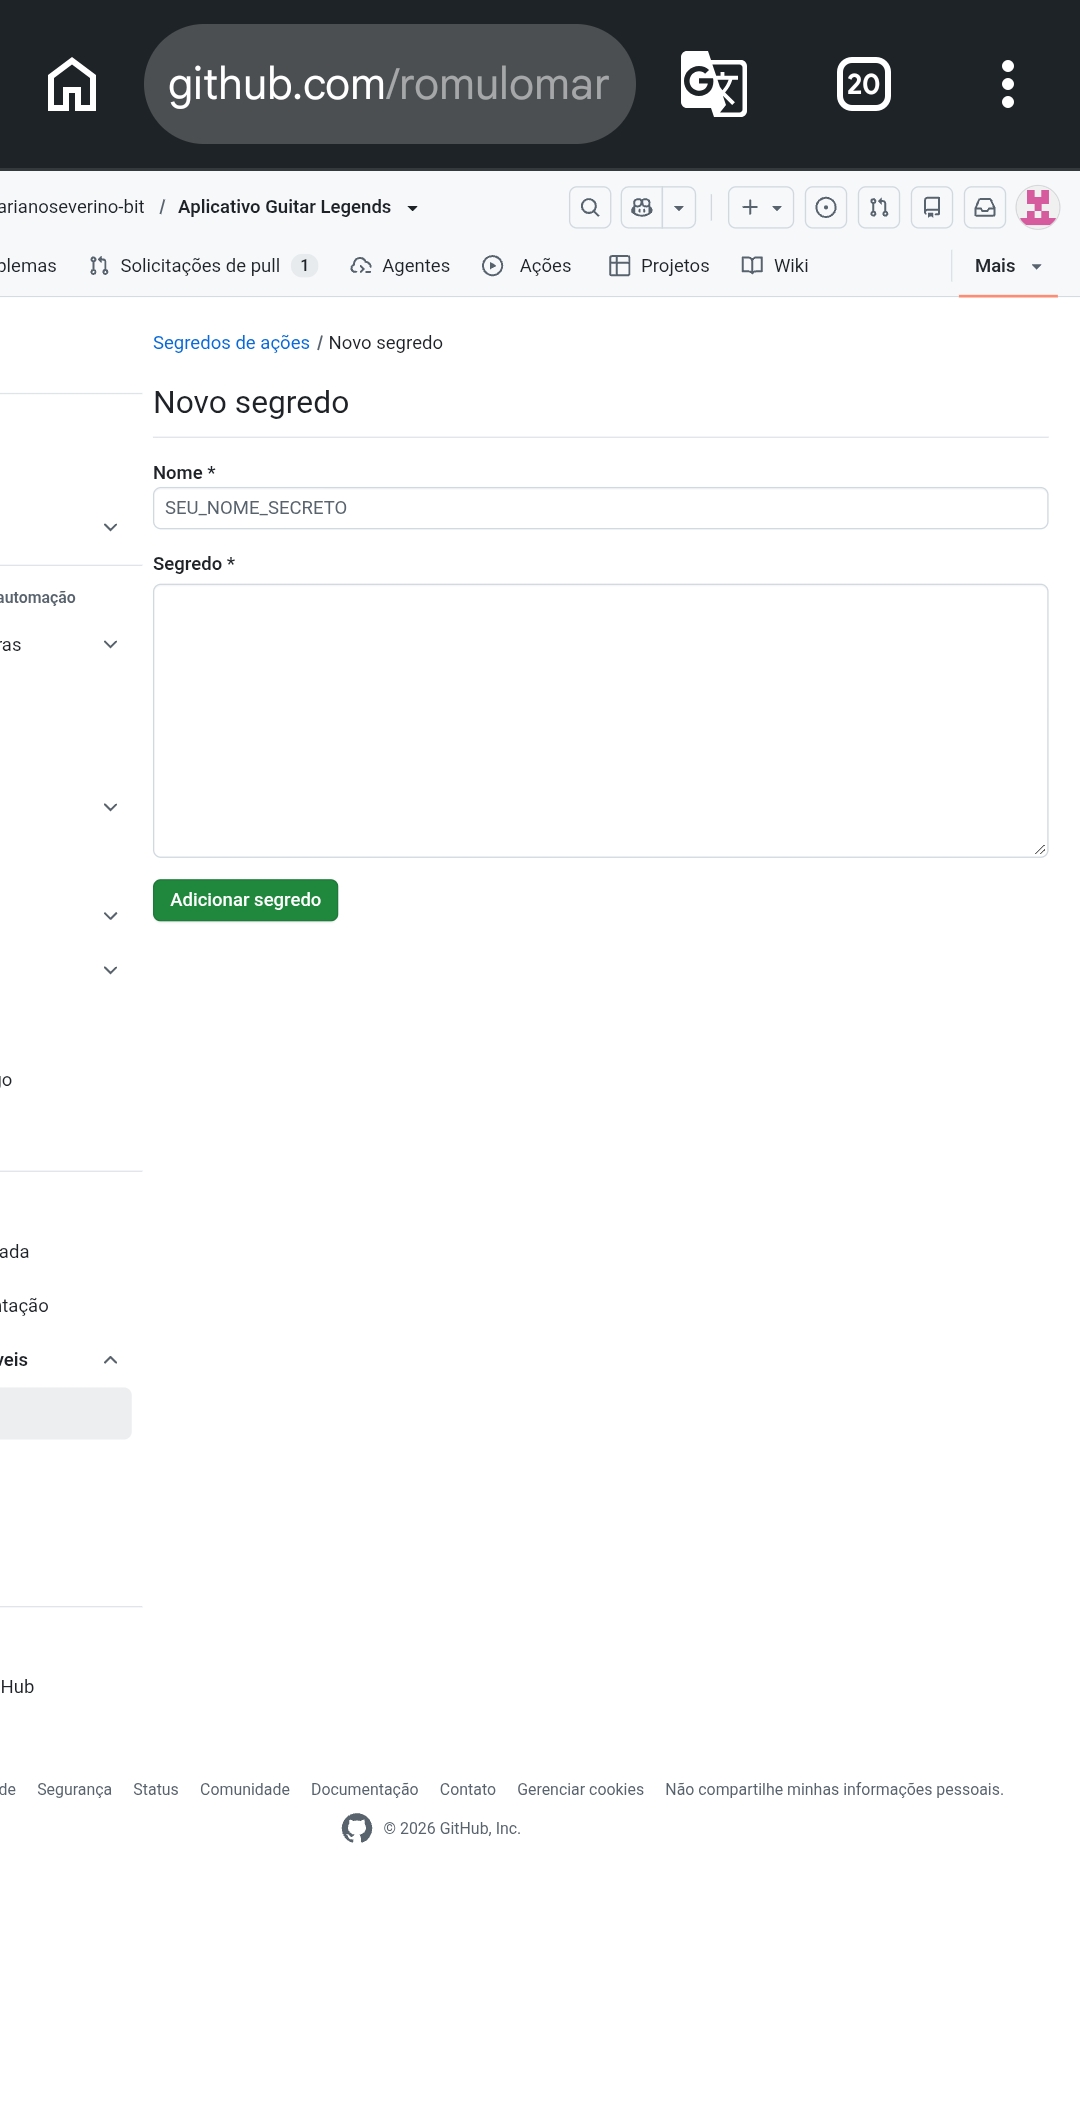 github.com/romulomar
20
arianoseverino-bit / Aplicativo Guitar Legends
blemas Solicitações de pull 1 Agentes Ações Projetos Wiki Mais
Segredos de ações / Novo segredo
Novo segredo
Nome *
SEU_NOME_SECRETO
Segredo *
automação
ras
Adicionar segredo
go
ada
ntação
veis
Hub
de Segurança Status Comunidade Documentação Contato Gerenciar cookies Não compartilhe minhas informações pessoais.
© 2026 GitHub, Inc.